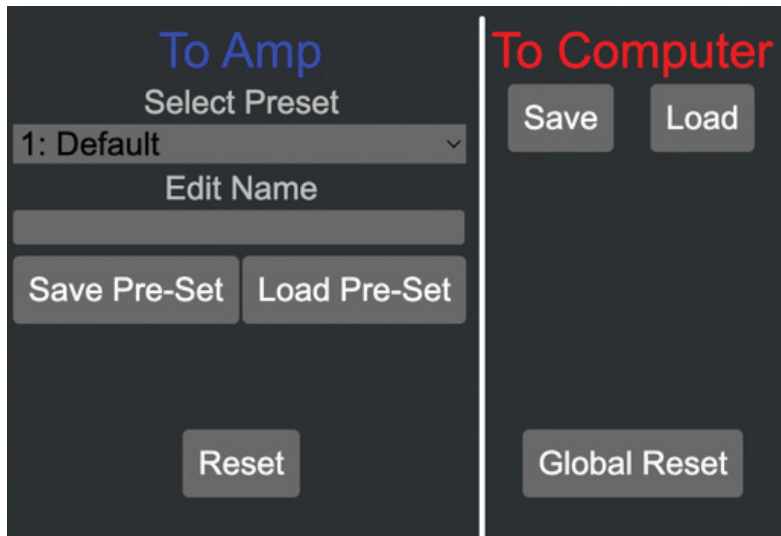 To Amp
Select Preset
1: Default
Edit Name
Save Pre-Set
Load Pre-Set
Reset
To Computer
Save
Load
Global Reset